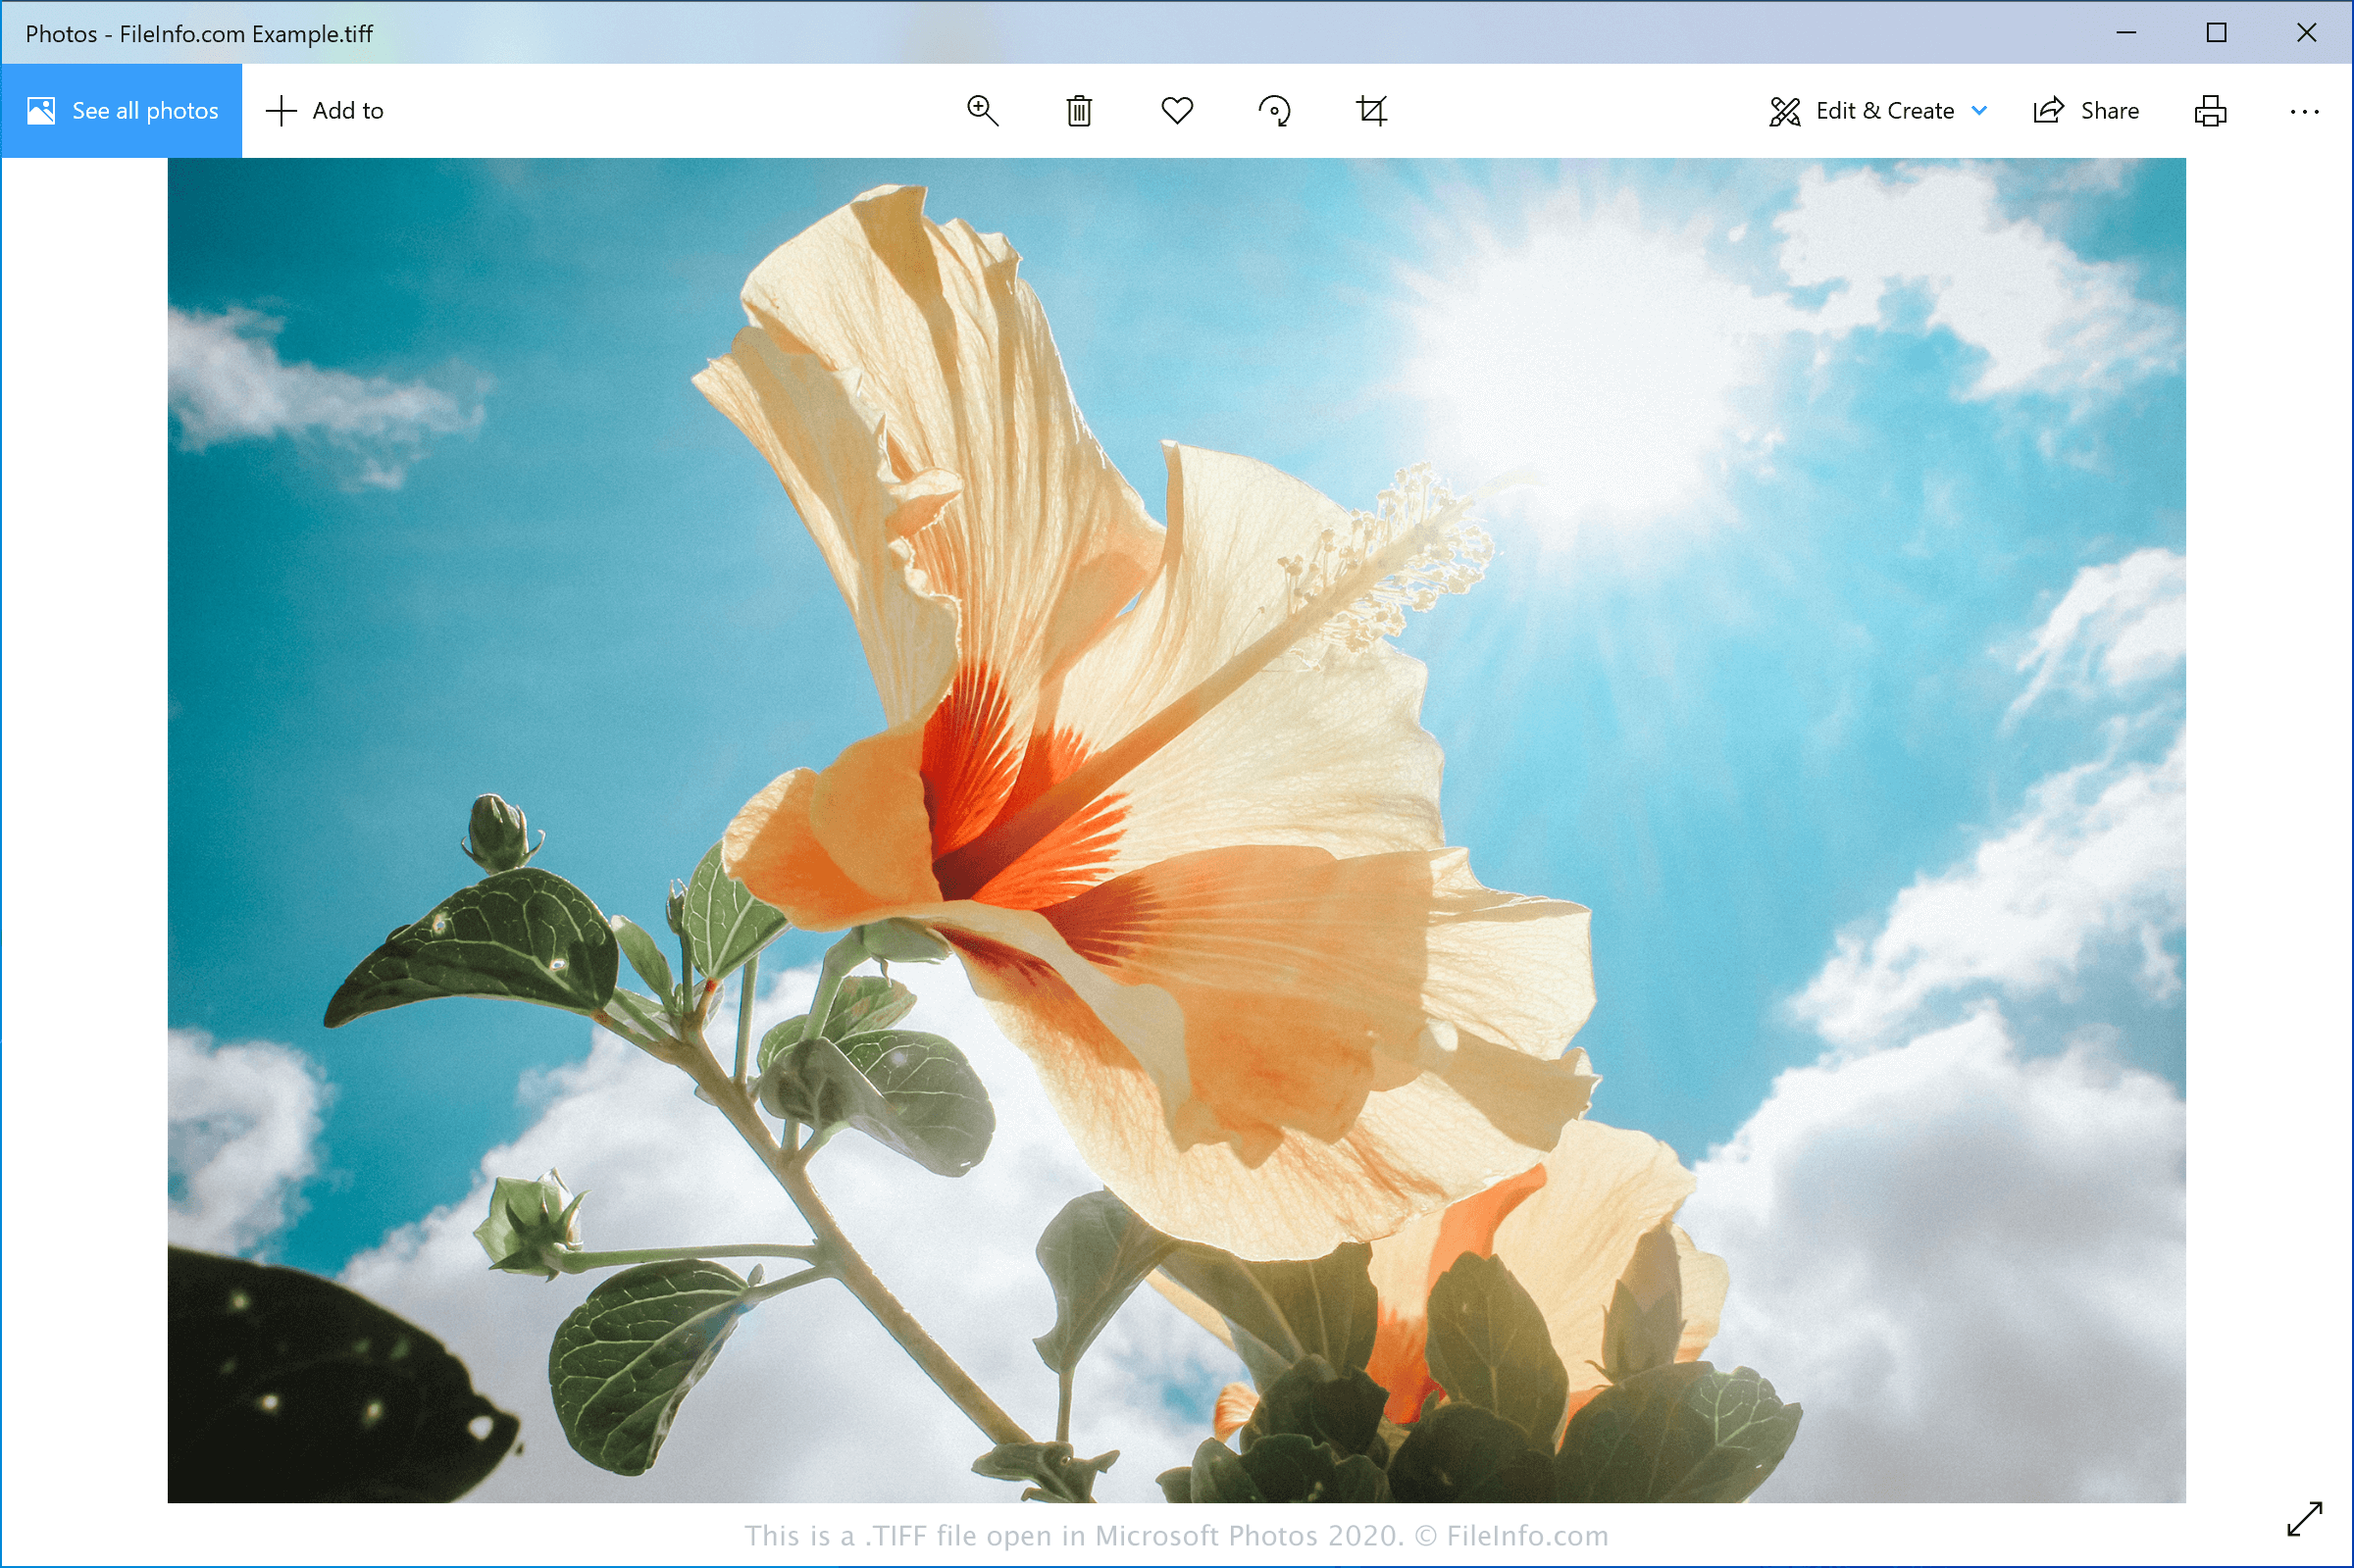 Photos - FileInfo.com Example.tiff
See all photos
Add to
Edit & Create
Share
This is a .TIFF file open in Microsoft Photos 2020. © FileInfo.com